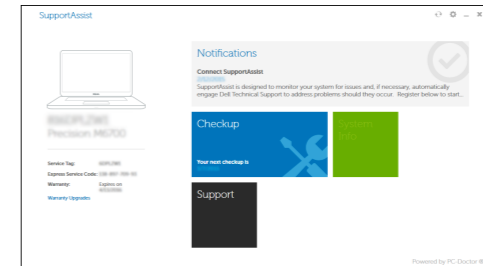 SupportAssist
Notifications
Connect SupportAssist
SupportAssist is designed to monitor your system for issues and, if necessary, automatically
engage Dell Technical Support to address problems should they occur. Register below to start...
Precision M6700
Checkup
System
Info
Service Tag:
Express Service Code:
Your next checkup is
Warranty:
Expires on
Warranty Upgrades
Support
Powered by PC-Doctor ®